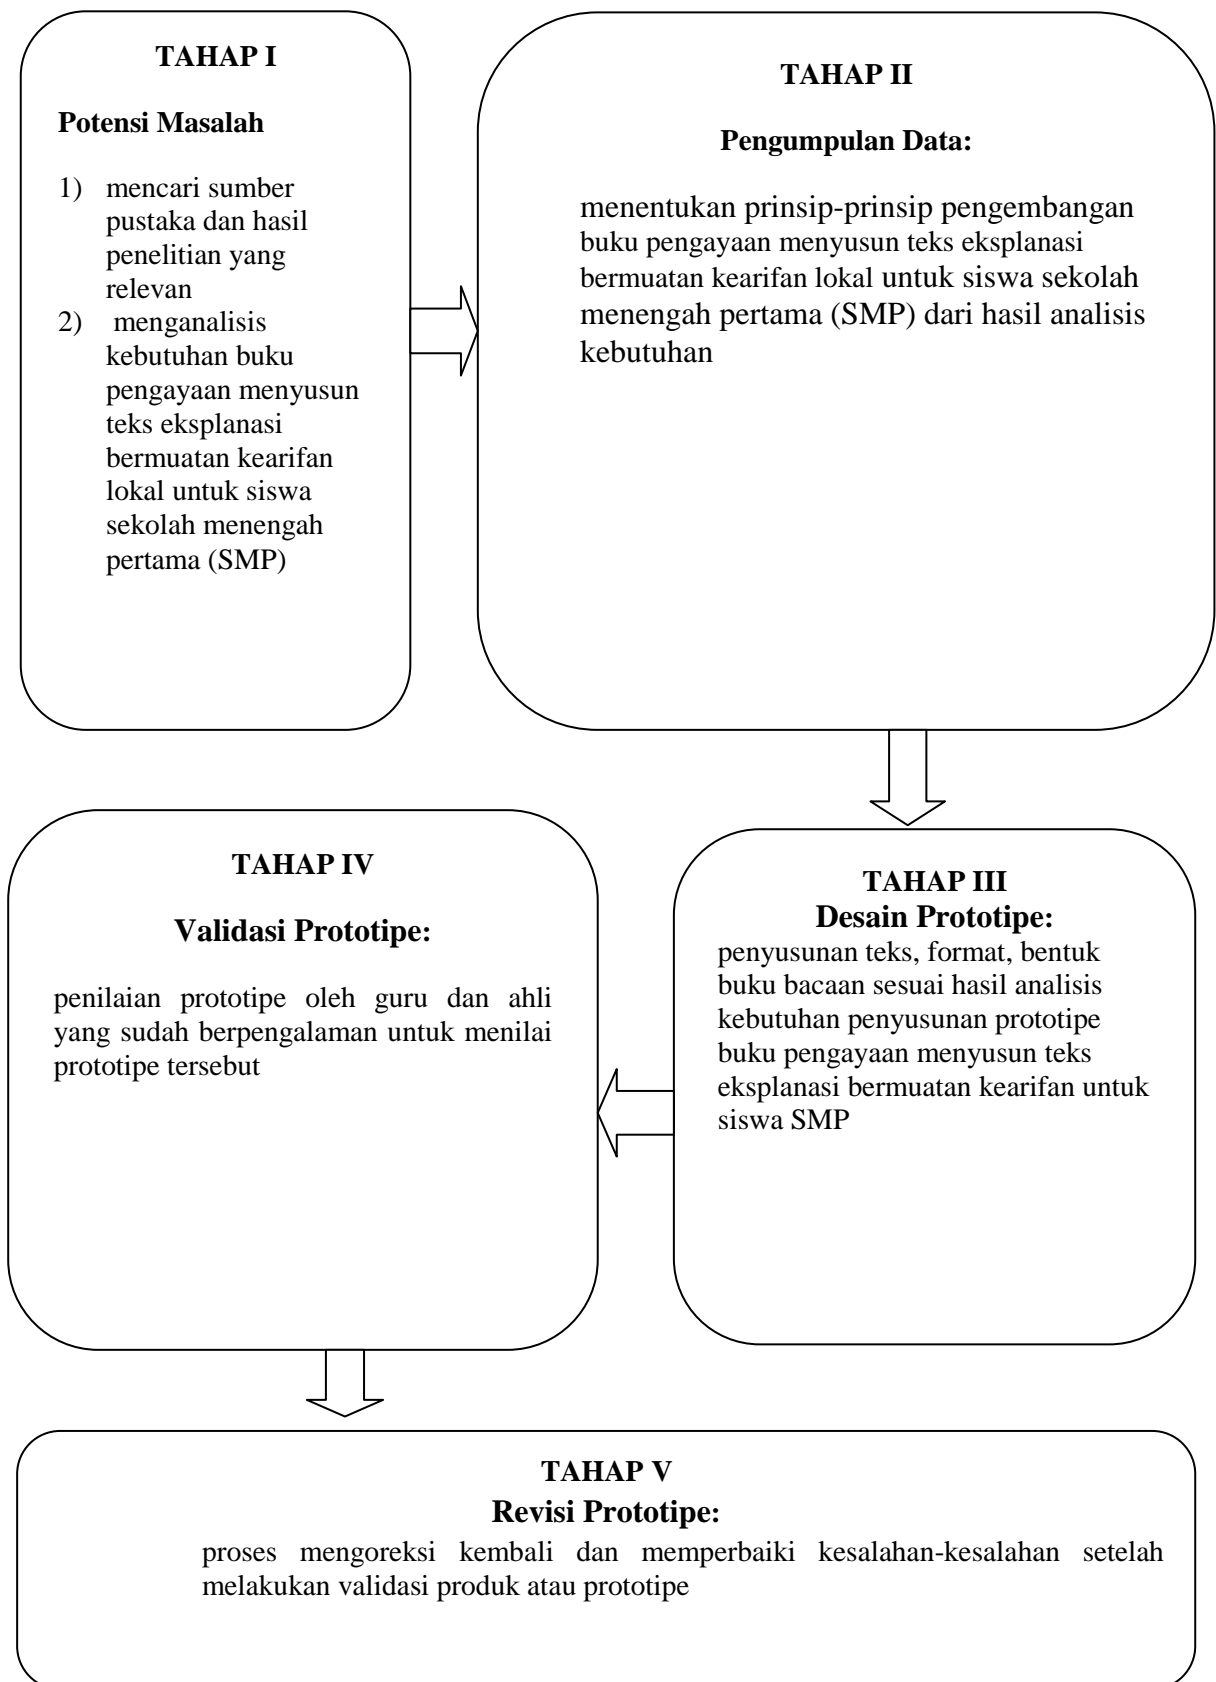 TAHAP I
Potensi Masalah
1) mencari sumber
pustaka dan hasil
penelitian yang
relevan
2) menganalisis
kebutuhan buku
pengayaan menyusun
teks eksplanasi
bermuatan kearifan
lokal untuk siswa
sekolah menengah
pertama (SMP)
TAHAP II
Pengumpulan Data:
menentukan prinsip-prinsip pengembangan
buku pengayaan menyusun teks eksplanasi
bermuatan kearifan lokal untuk siswa sekolah
menengah pertama (SMP) dari hasil analisis
kebutuhan
TAHAP III
Desain Prototipe:
penyusunan teks, format, bentuk
buku bacaan sesuai hasil analisis
kebutuhan penyusunan prototipe
buku pengayaan menyusun teks
eksplanasi bermuatan kearifan untuk
siswa SMP
TAHAP IV
Validasi Prototipe:
penilaian prototipe oleh guru dan ahli
yang sudah berpengalaman untuk menilai
prototipe tersebut
TAHAP V
Revisi Prototipe:
proses mengoreksi kembali dan memperbaiki kesalahan-kesalahan setelah
melakukan validasi produk atau prototipe